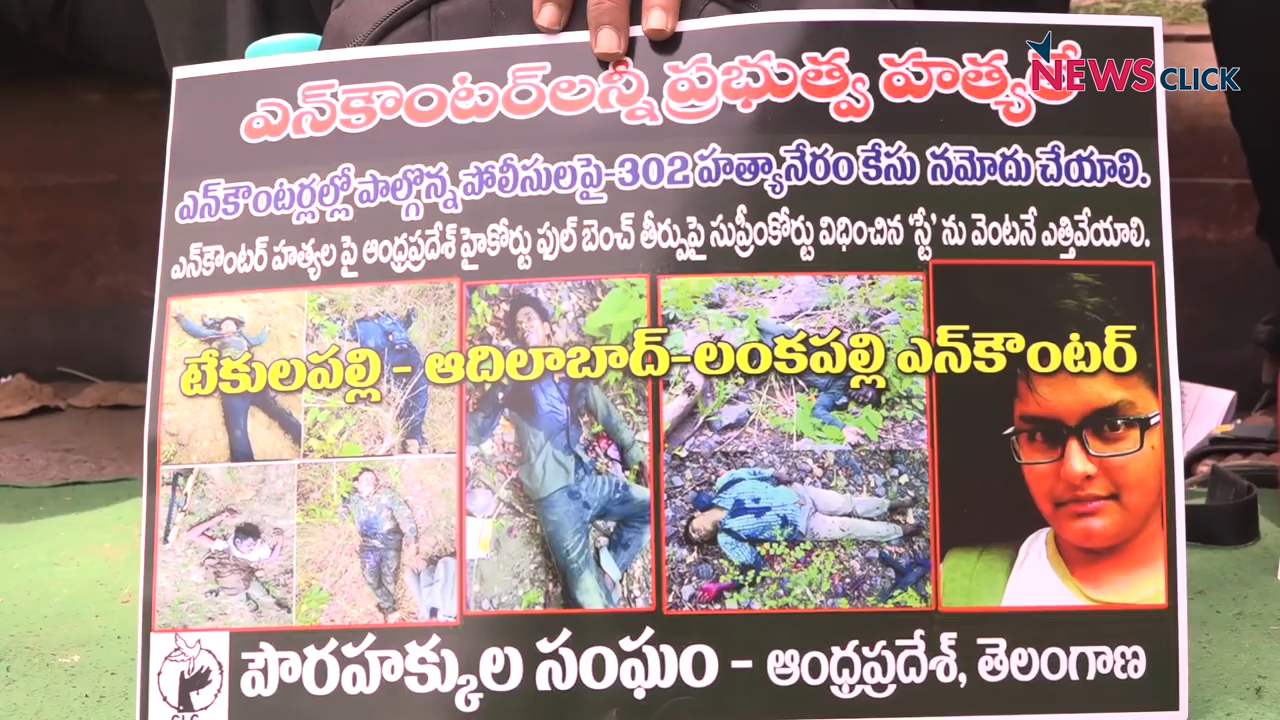 ఎన్‌కౌంటర్‌లన్నీ ప్రభుత్వ హత్యలే
NEWSCLICK
ఎన్‌కౌంటర్లల్లో పాల్గొన్న పోలీసులపై-302 హత్యానేరం కేసు నమోదు చేయాలి.
ఎన్‌కౌంటర్ హత్యల పై ఆంధ్రప్రదేశ్ హైకోర్టు ఫుల్ బెంచ్ తీర్పుపై సుప్రీంకోర్టు విధించిన 'స్టే' ను వెంటనే ఎత్తివేయాలి.
టేకులపల్లి - ఆదిలాబాద్-లంకపల్లి ఎన్‌కౌంటర్
పౌరహక్కుల సంఘం - ఆంధ్రప్రదేశ్, తెలంగాణ
CLC